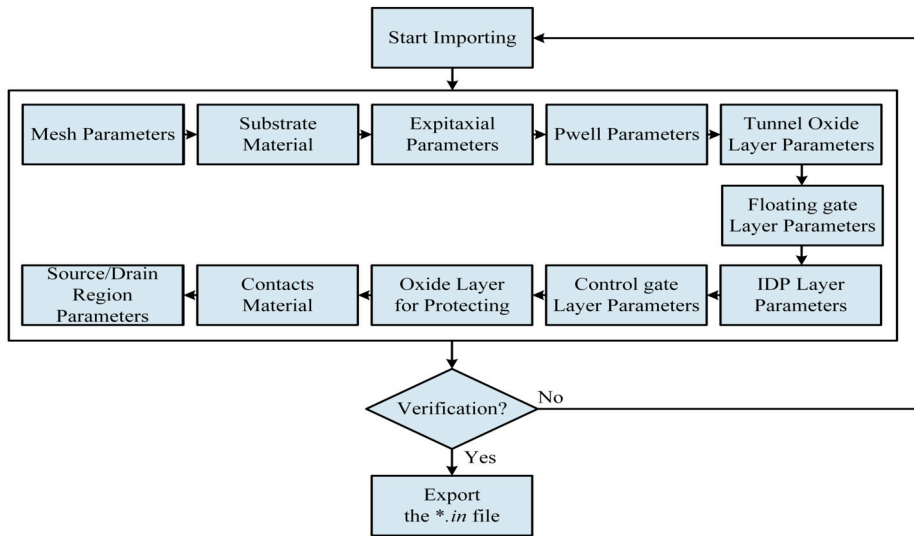 Start Importing
Mesh Parameters
Substrate
Material
Expitaxial
Parameters
Pwell Parameters
Tunnel Oxide
Layer Parameters
Floating gate
Layer Parameters
IDP Layer
Parameters
Control gate
Layer Parameters
Oxide Layer
for Protecting
Contacts
Material
Source/Drain
Region
Parameters
Verification?
No
Yes
Export
the *.in file